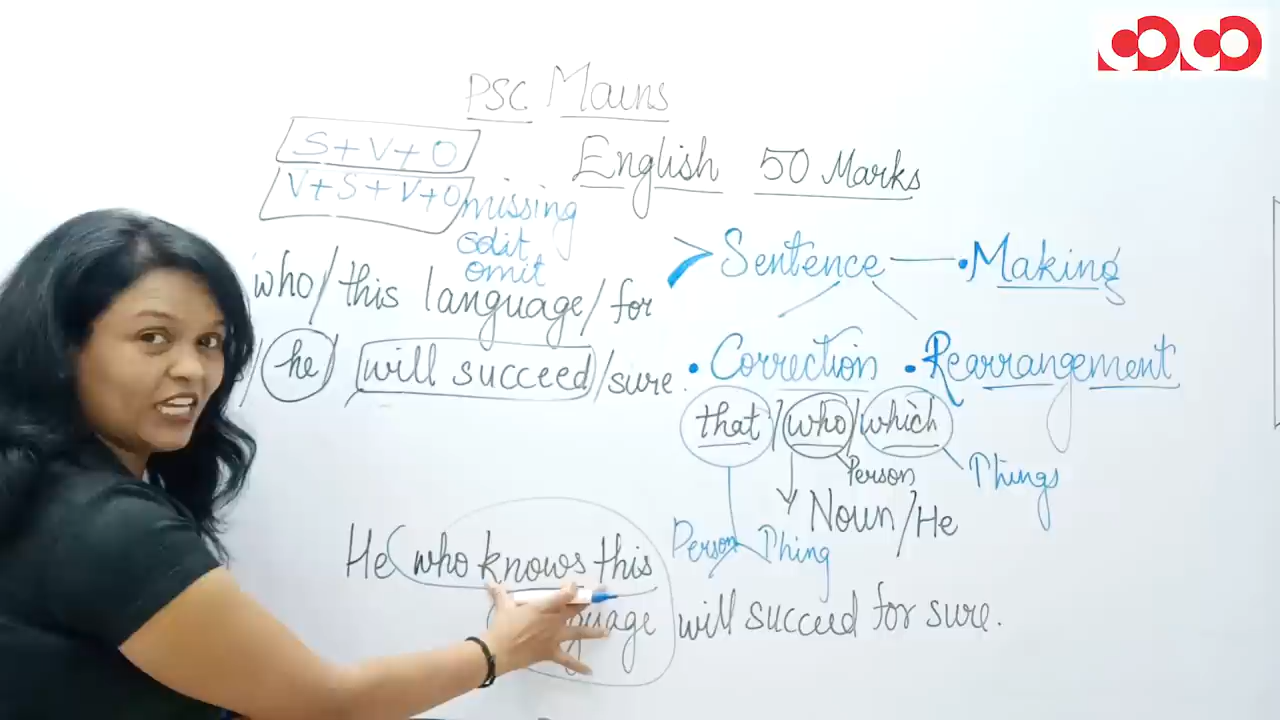 PSC Mains
English 50 Marks
S+V+O
V+S+V+O
missing
edit
omit
who/this language/for
/he/will succeed/sure.
Sentence
• Making
• Correction
• Rearrangement
that/who/which
Person
Things
Noun/He
Person Thing
He who knows this
will succeed for sure.